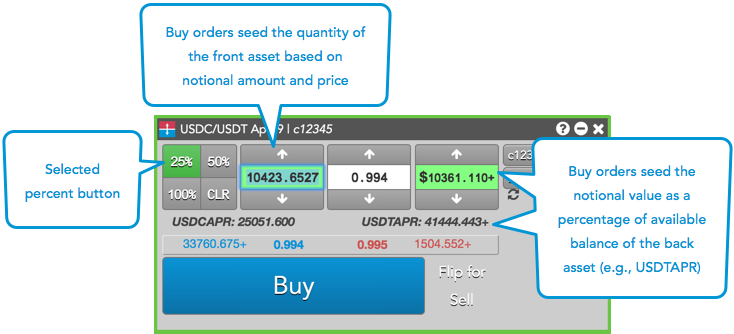 Buy orders seed the quantity of
the front asset based on
notional amount and price
USDC/USDT Ap 9 | c12345
Selected
percent button
25% 50%
100% CLR
10423.6527
0.994
$10361.110+
c123
Buy orders seed the
notional value as a
percentage of available
balance of the back
asset (e.g., USDTAPR)
USDCAPR: 25051.600 USDTAPR: 41444.443+
33760.675+ 0.994 0.995 1504.552+
Buy
Flip for
Sell